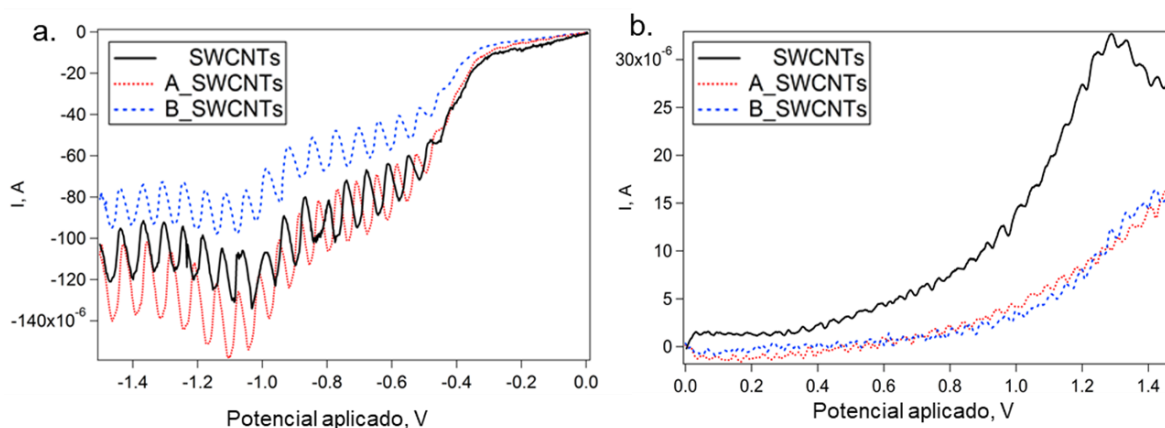 a.
SWCNTs
A_SWCNTs
B_SWCNTs
0
-20
-40
-60
-80
-100
-120
-140x10⁻⁶
I, A
-1.4 -1.2 -1.0 -0.8 -0.6 -0.4 -0.2 0.0
Potencial aplicado, V
b.
SWCNTs
A_SWCNTs
B_SWCNTs
30x10⁻⁶
25
20
15
10
5
0
I, A
0.0 0.2 0.4 0.6 0.8 1.0 1.2 1.4
Potencial aplicado, V